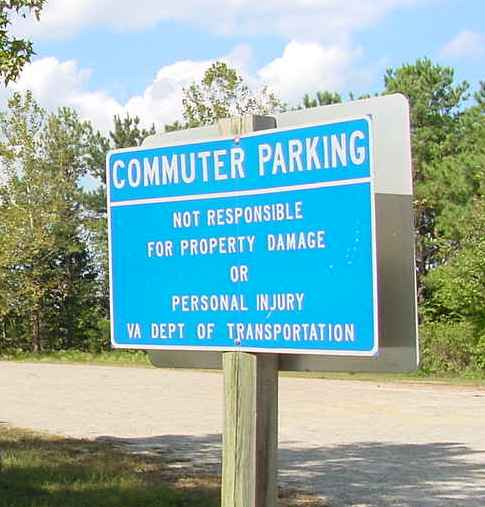 COMMUTER PARKING
NOT RESPONSIBLE
FOR PROPERTY DAMAGE
OR
PERSONAL INJURY
VA DEPT OF TRANSPORTATION